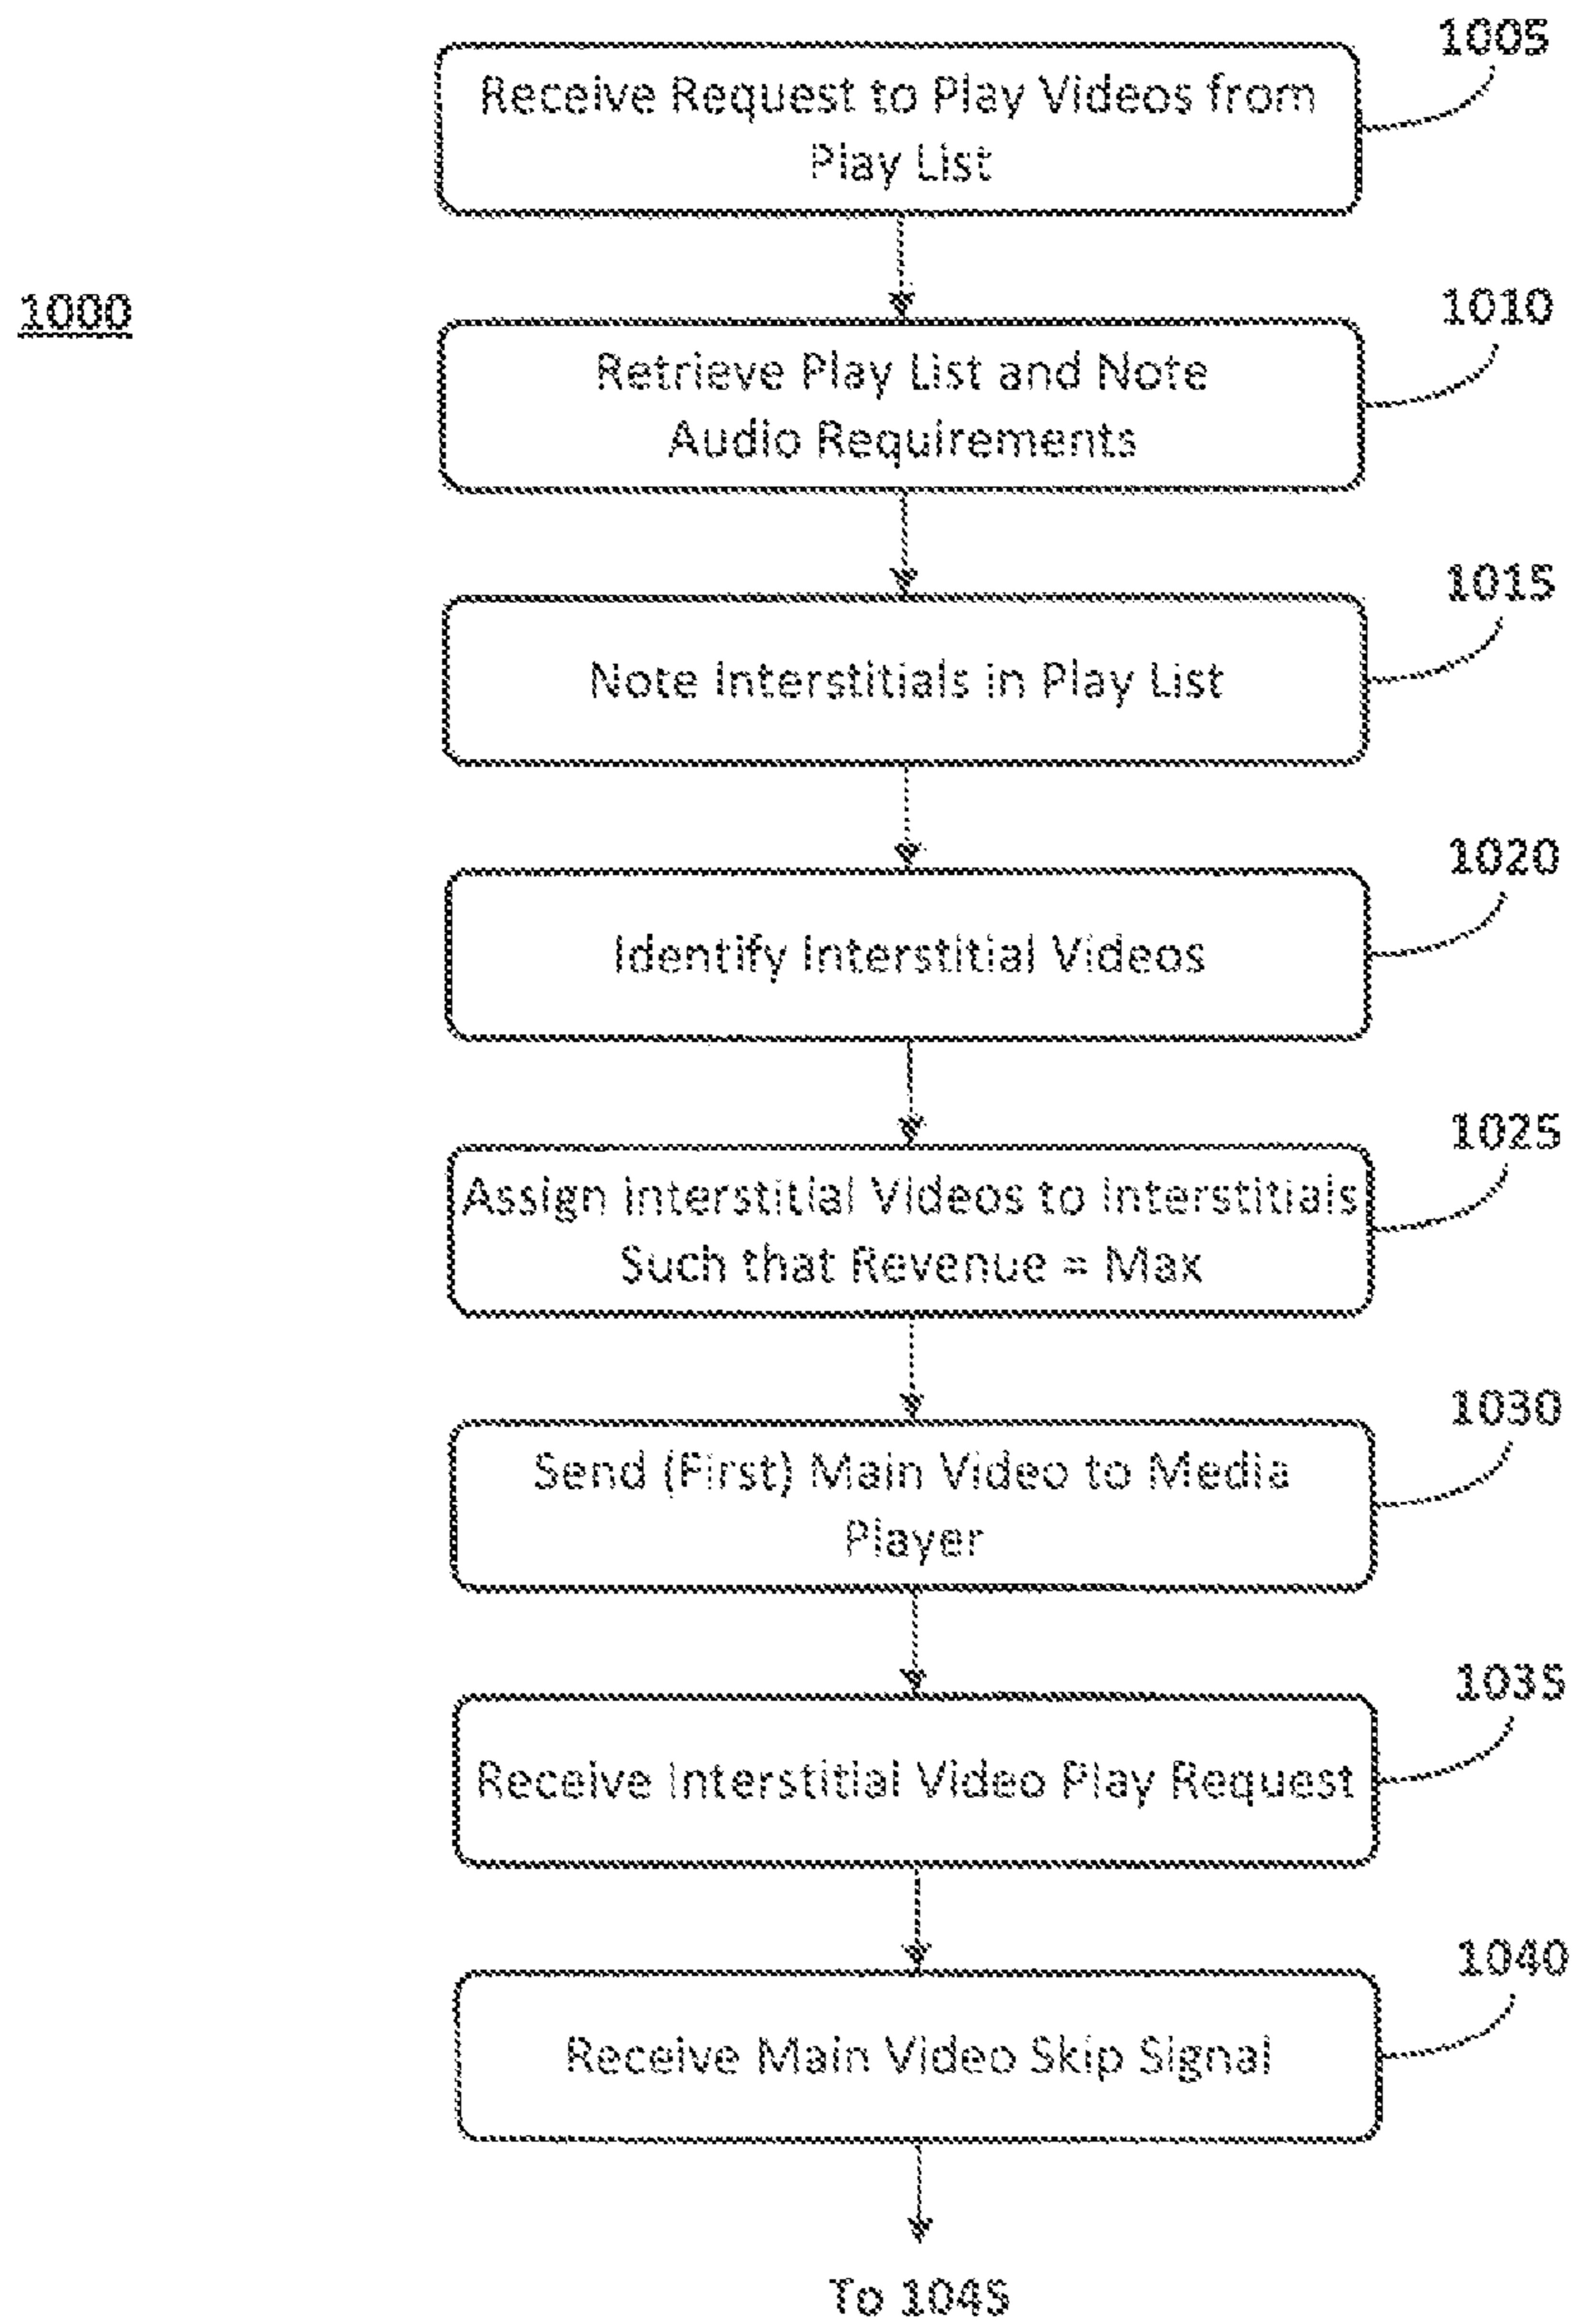 1005
Receive Request to Play Videos from
Play List
1000
1010
Retrieve Play List and Note
Audio Requirements
1015
Note Interstitials in Play List
1020
Identify Interstitial Videos
1025
Assign Interstitial Videos to Interstitials
Such that Revenue = Max
1030
Send (First) Main Video to Media
Player
1035
Receive Interstitial Video Play Request
1040
Receive Main Video Skip Signal
To 1045